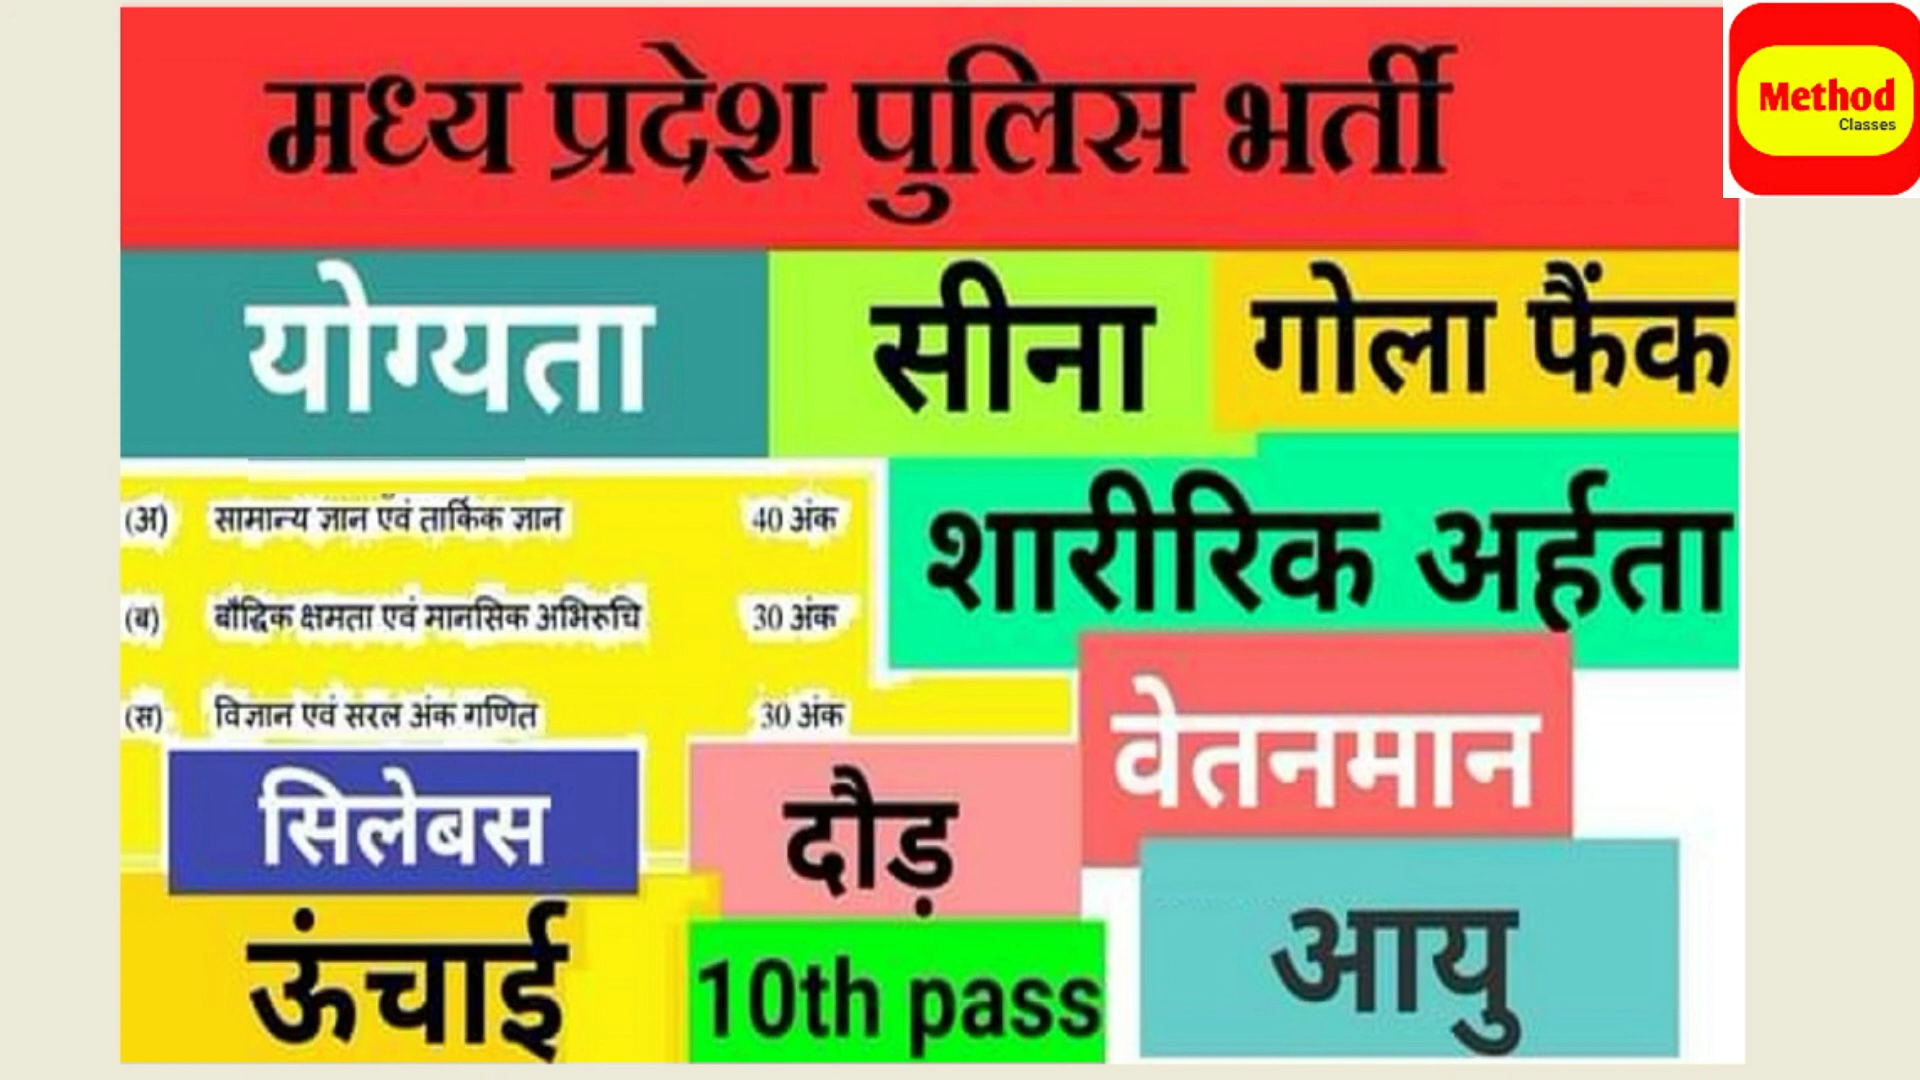 मध्य प्रदेश पुलिस भर्ती
Method
Classes
योग्यता
सीना
गोला फैंक
(अ) सामान्य ज्ञान एवं तार्किक ज्ञान 40 अंक
(ब) बौद्धिक क्षमता एवं मानसिक अभिरूचि 30 अंक
(स) विज्ञान एवं सरल अंक गणित 30 अंक
शारीरिक अर्हता
वेतनमान
सिलेबस
दौड़
ऊंचाई
10th pass
आयु